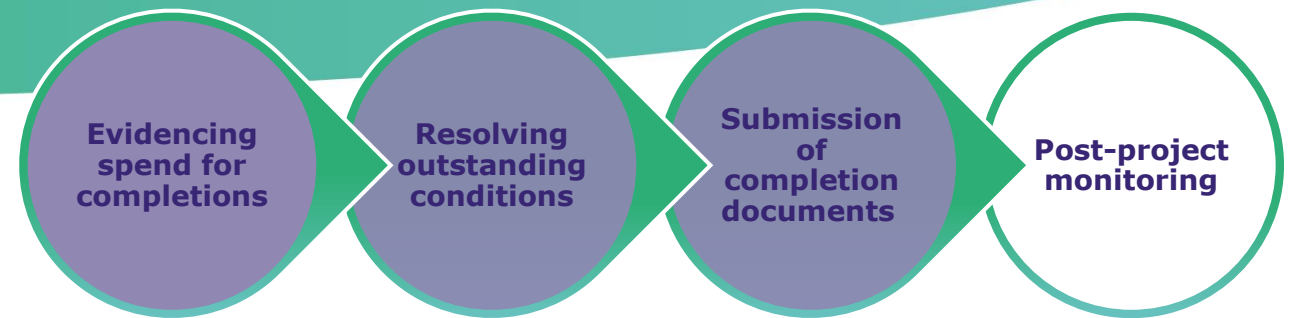 Evidencing
spend for
completions
Resolving
outstanding
conditions
Submission
of
completion
documents
Post-project
monitoring